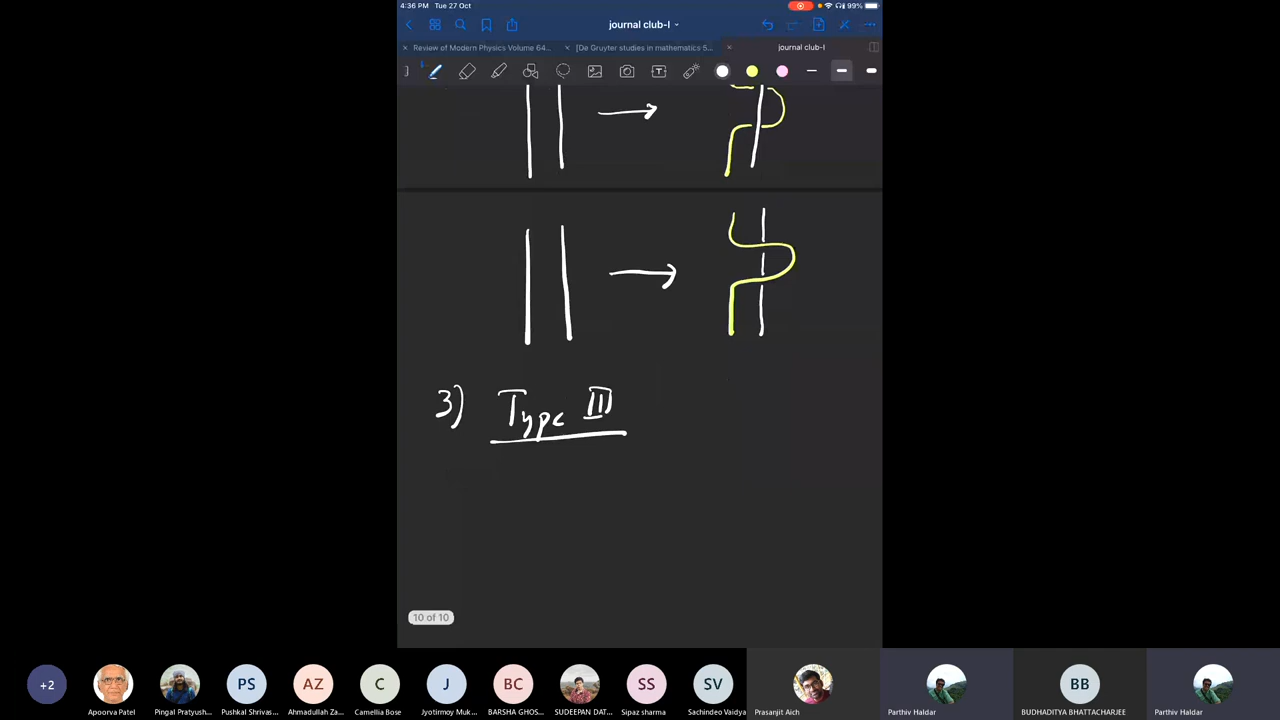 4:36 PM Tue 27 Oct
99%
journal club-I
Review of Modern Physics Volume 64...
[De Gruyter studies in mathematics 5...
journal club-I
3) Type III
10 of 10
+2
PS
AZ
C
J
BC
SS
SV
BB
Apoorva Patel
Pingal Pratyush...
Pushkal Shrivas...
Ahmadullah Za...
Camellia Bose
Jyotirmoy Muk...
BARSHA GHOS...
SUDEEPAN DAT...
Sipaz sharma
Sachindeo Vaidya
Prasanjit Aich
Parthiv Haldar
BUDHADITYA BHATTACHARJEE
Parthiv Haldar